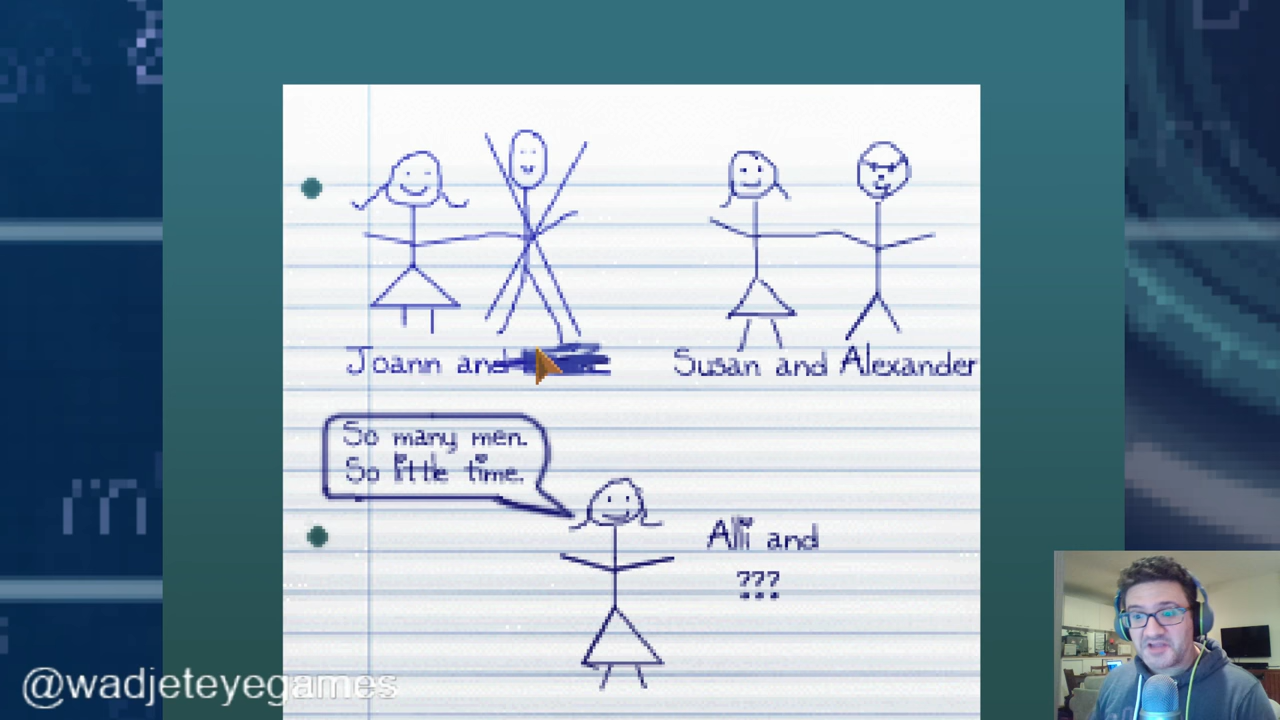 Joann and
Susan and Alexander
So many men.
So little time.
Alli and
???
@wadjeteyegames